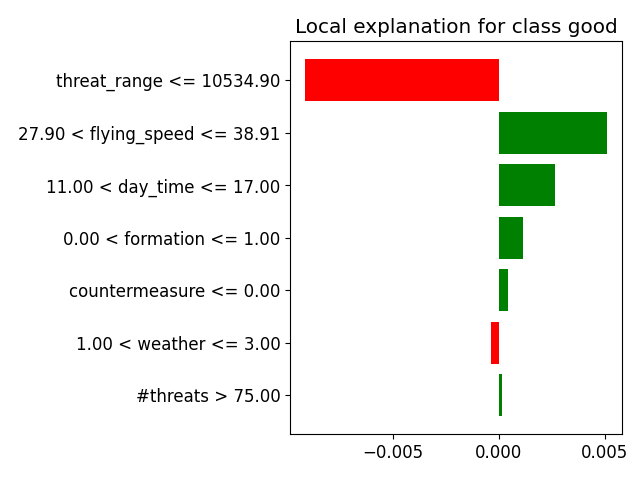 Local explanation for class good
threat_range <= 10534.90
27.90 < flying_speed <= 38.91
11.00 < day_time <= 17.00
0.00 < formation <= 1.00
countermeasure <= 0.00
1.00 < weather <= 3.00
#threats > 75.00
−0.005 0.000 0.005